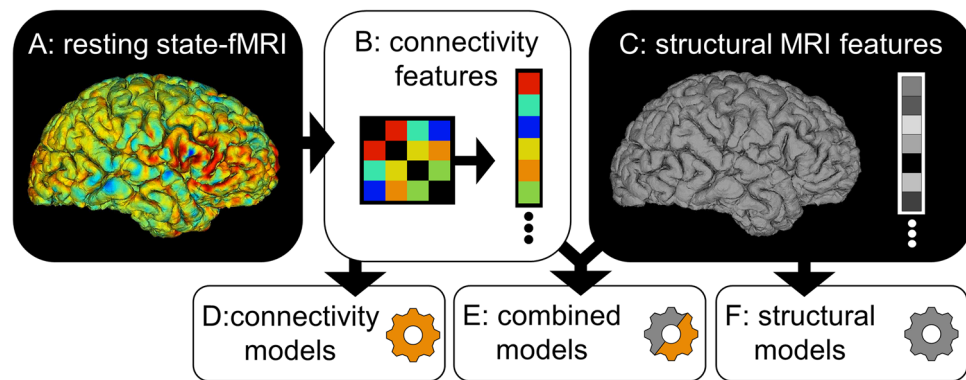 A: resting state-fMRI
B: connectivity
features
C: structural MRI features
D:connectivity
models
E: combined
models
F: structural
models